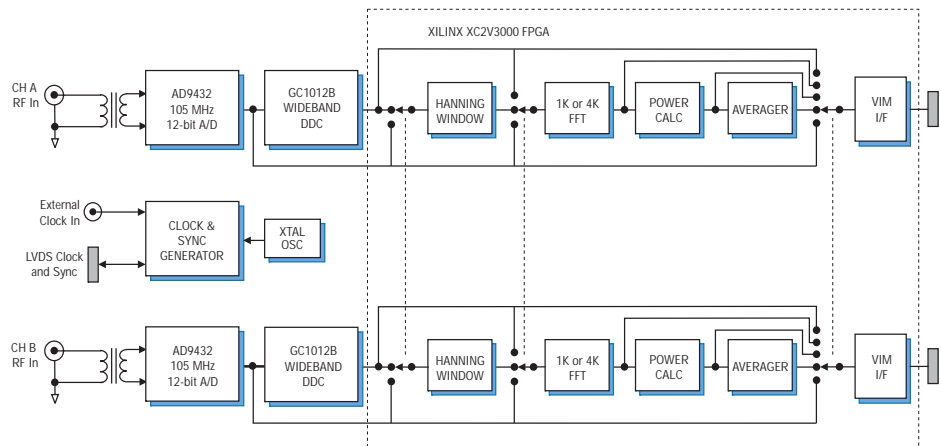 XILINX XC2V3000 FPGA
CH A
RF In
AD9432
105 MHz
12-bit A/D
GC1012B
WIDEBAND
DDC
HANNING
WINDOW
1K or 4K
FFT
POWER
CALC
AVERAGER
VIM
I/F
External
Clock In
LVDS Clock
and Sync
CLOCK &
SYNC
GENERATOR
XTAL
OSC
CH B
RF In
AD9432
105 MHz
12-bit A/D
GC1012B
WIDEBAND
DDC
HANNING
WINDOW
1K or 4K
FFT
POWER
CALC
AVERAGER
VIM
I/F